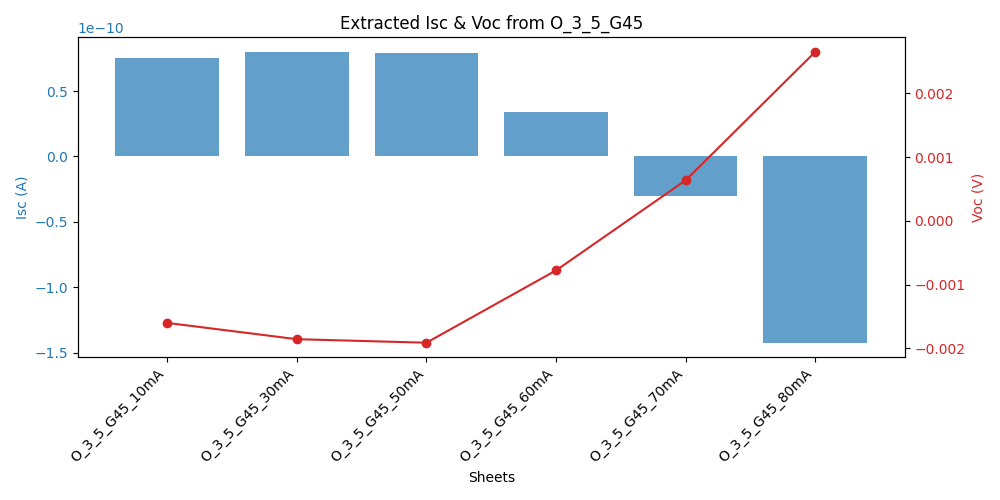 Extracted Isc & Voc from O_3_5_G45
1e−10
0.5
0.0
−0.5
−1.0
−1.5
Isc (A)
0.002
0.001
0.000
−0.001
−0.002
Voc (V)
O_3_5_G45_10mA
O_3_5_G45_30mA
O_3_5_G45_50mA
O_3_5_G45_60mA
O_3_5_G45_70mA
O_3_5_G45_80mA
Sheets